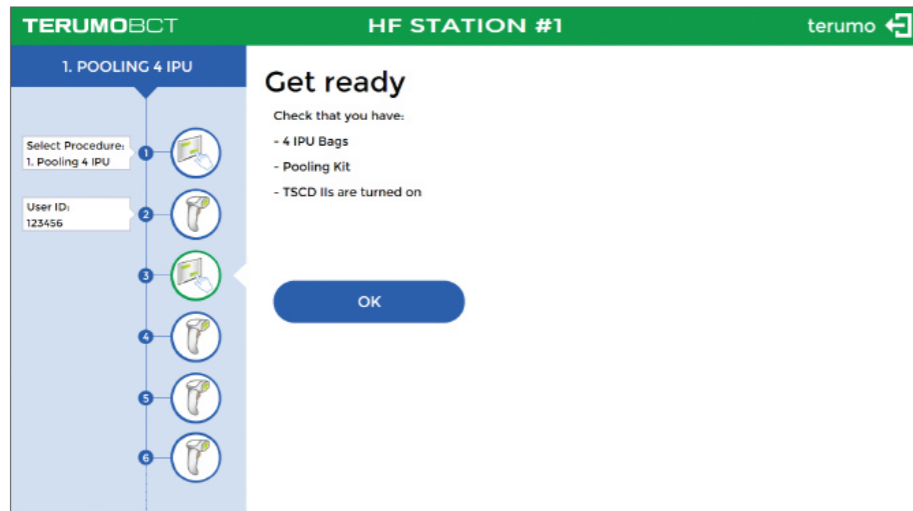 TERUMOBCT
HF STATION #1
terumo
1. POOLING 4 IPU
Select Procedure:
1. Pooling 4 IPU
1
User ID:
123456
2
3
4
5
6
Get ready
Check that you have:
- 4 IPU Bags
- Pooling Kit
- TSCD IIs are turned on
OK